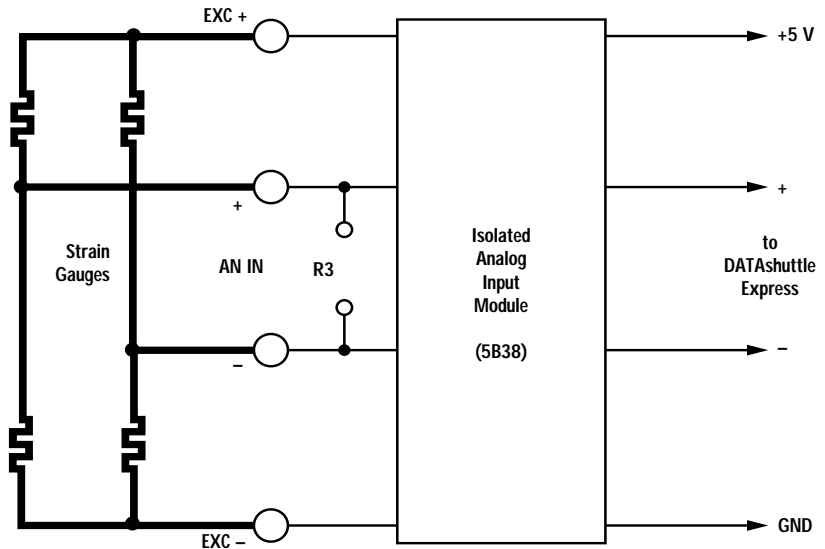 EXC +
+5 V
+
+
Strain
Gauges
AN IN
R3
Isolated
Analog
Input
Module
(5B38)
to
DATAshuttle
Express
–
–
EXC –
GND